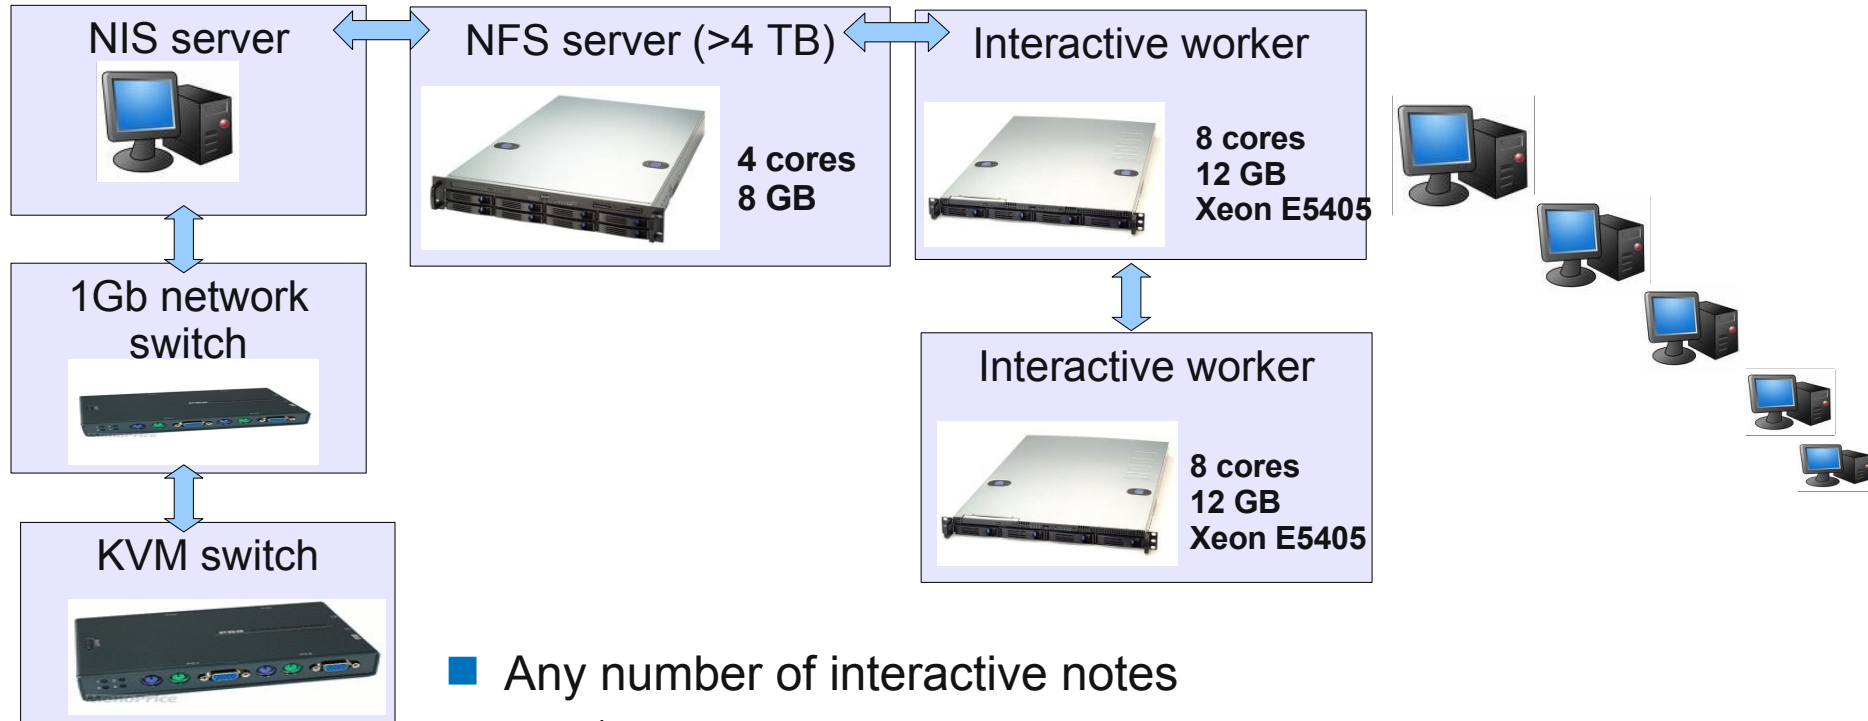 NIS server
NFS server (>4 TB)
4 cores
8 GB
Interactive worker
8 cores
12 GB
Xeon E5405
1Gb network
switch
Interactive worker
8 cores
12 GB
Xeon E5405
KVM switch
MonoPrice
Any number of interactive notes